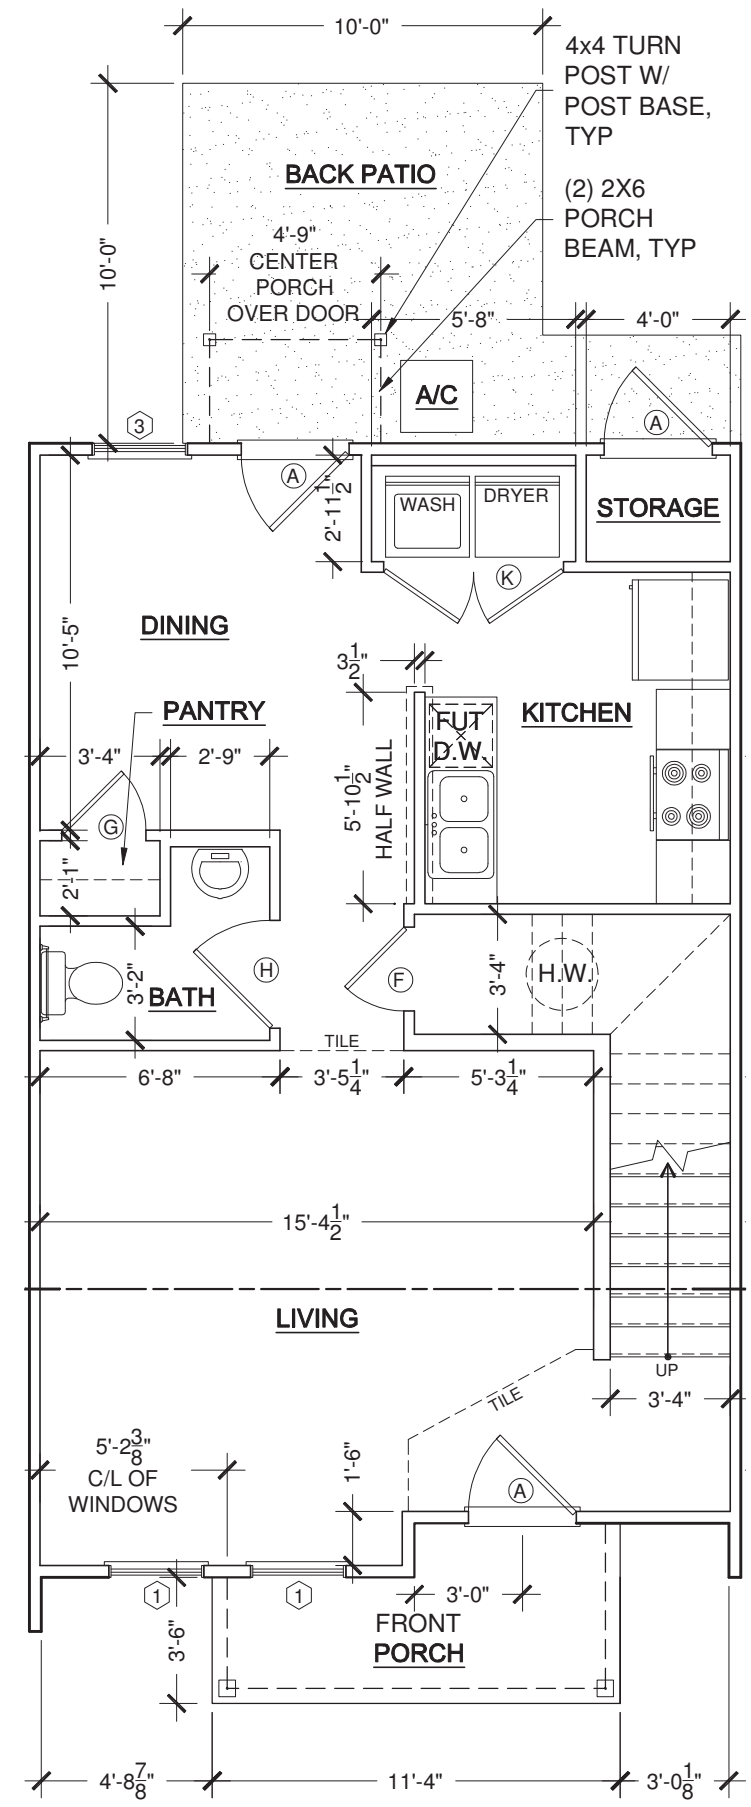 10'-0"
4x4 TURN
POST W/
POST BASE,
TYP
BACK PATIO
(2) 2X6
PORCH
BEAM, TYP
10'-0"
4'-9"
CENTER
PORCH
OVER DOOR
5'-8"
4'-0"
A/C
3
A
A
2'-11 1/2"
WASH
DRYER
STORAGE
K
DINING
10'-5"
3 1/2"
PANTRY
KITCHEN
FUT
D.W.
3'-4"
2'-9"
5'-10 1/2"
HALF WALL
G
2'-1"
H
F
3'-2"
BATH
3'-4"
H.W.
TILE
6'-8"
3'-5 1/4"
5'-3 1/4"
15'-4 1/2"
LIVING
UP
TILE
3'-4"
5'-2 3/8"
C/L OF
WINDOWS
1'-6"
A
1
1
3'-0"
3'-6"
FRONT
PORCH
4'-8 7/8"
11'-4"
3'-0 1/8"